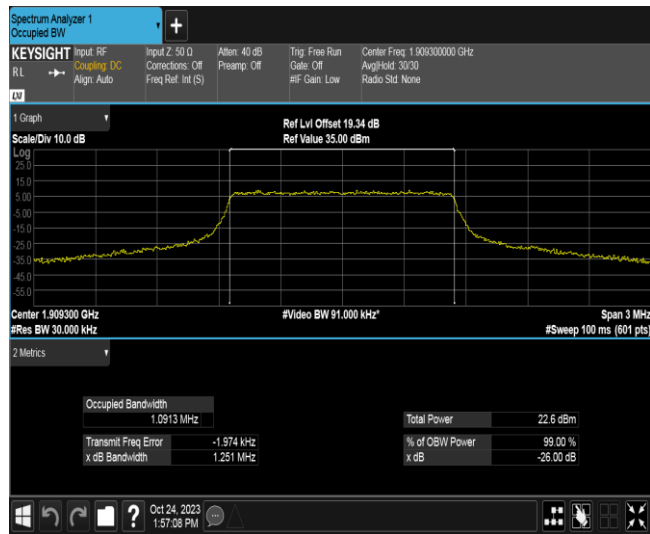 Spectrum Analyzer 1
Occupied BW
+
KEYSIGHT Input: RF Input Z: 50 Ω Atten: 40 dB Trig: Free Run Center Freq: 1.909300000 GHz
RL Coupling: DC Corrections: Off Preamp: Off Gate: Off Avg|Hold: 30/30
Align: Auto Freq Ref: Int (S) #IF Gain: Low Radio Std: None
LXI
1 Graph
Ref Lvl Offset 19.34 dB
Scale/Div 10.0 dB Ref Value 35.00 dBm
Log
25.0
15.0
5.00
-5.00
-15.0
-25.0
-35.0
-45.0
-55.0
Center 1.909300 GHz #Video BW 91.000 kHz* Span 3 MHz
#Res BW 30.000 kHz #Sweep 100 ms (601 pts)
2 Metrics
Occupied Bandwidth
1.0913 MHz Total Power 22.6 dBm
Transmit Freq Error -1.974 kHz % of OBW Power 99.00 %
x dB Bandwidth 1.251 MHz x dB -26.00 dB
? Oct 24, 2023
1:57:08 PM